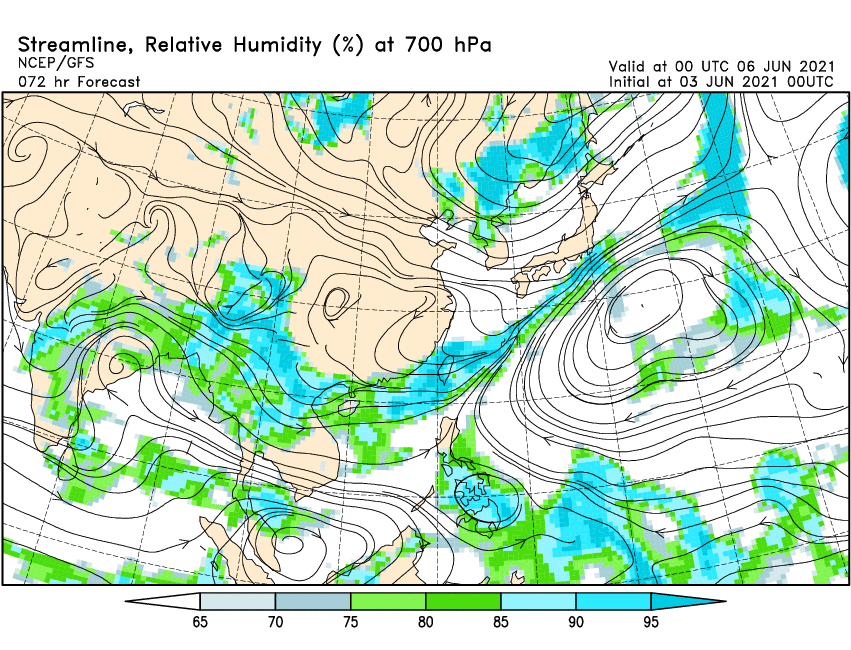 Streamline, Relative Humidity (%) at 700 hPa
NCEP/GFS
072 hr Forecast
Valid at 00 UTC 06 JUN 2021
Initial at 03 JUN 2021 00UTC
65 70 75 80 85 90 95